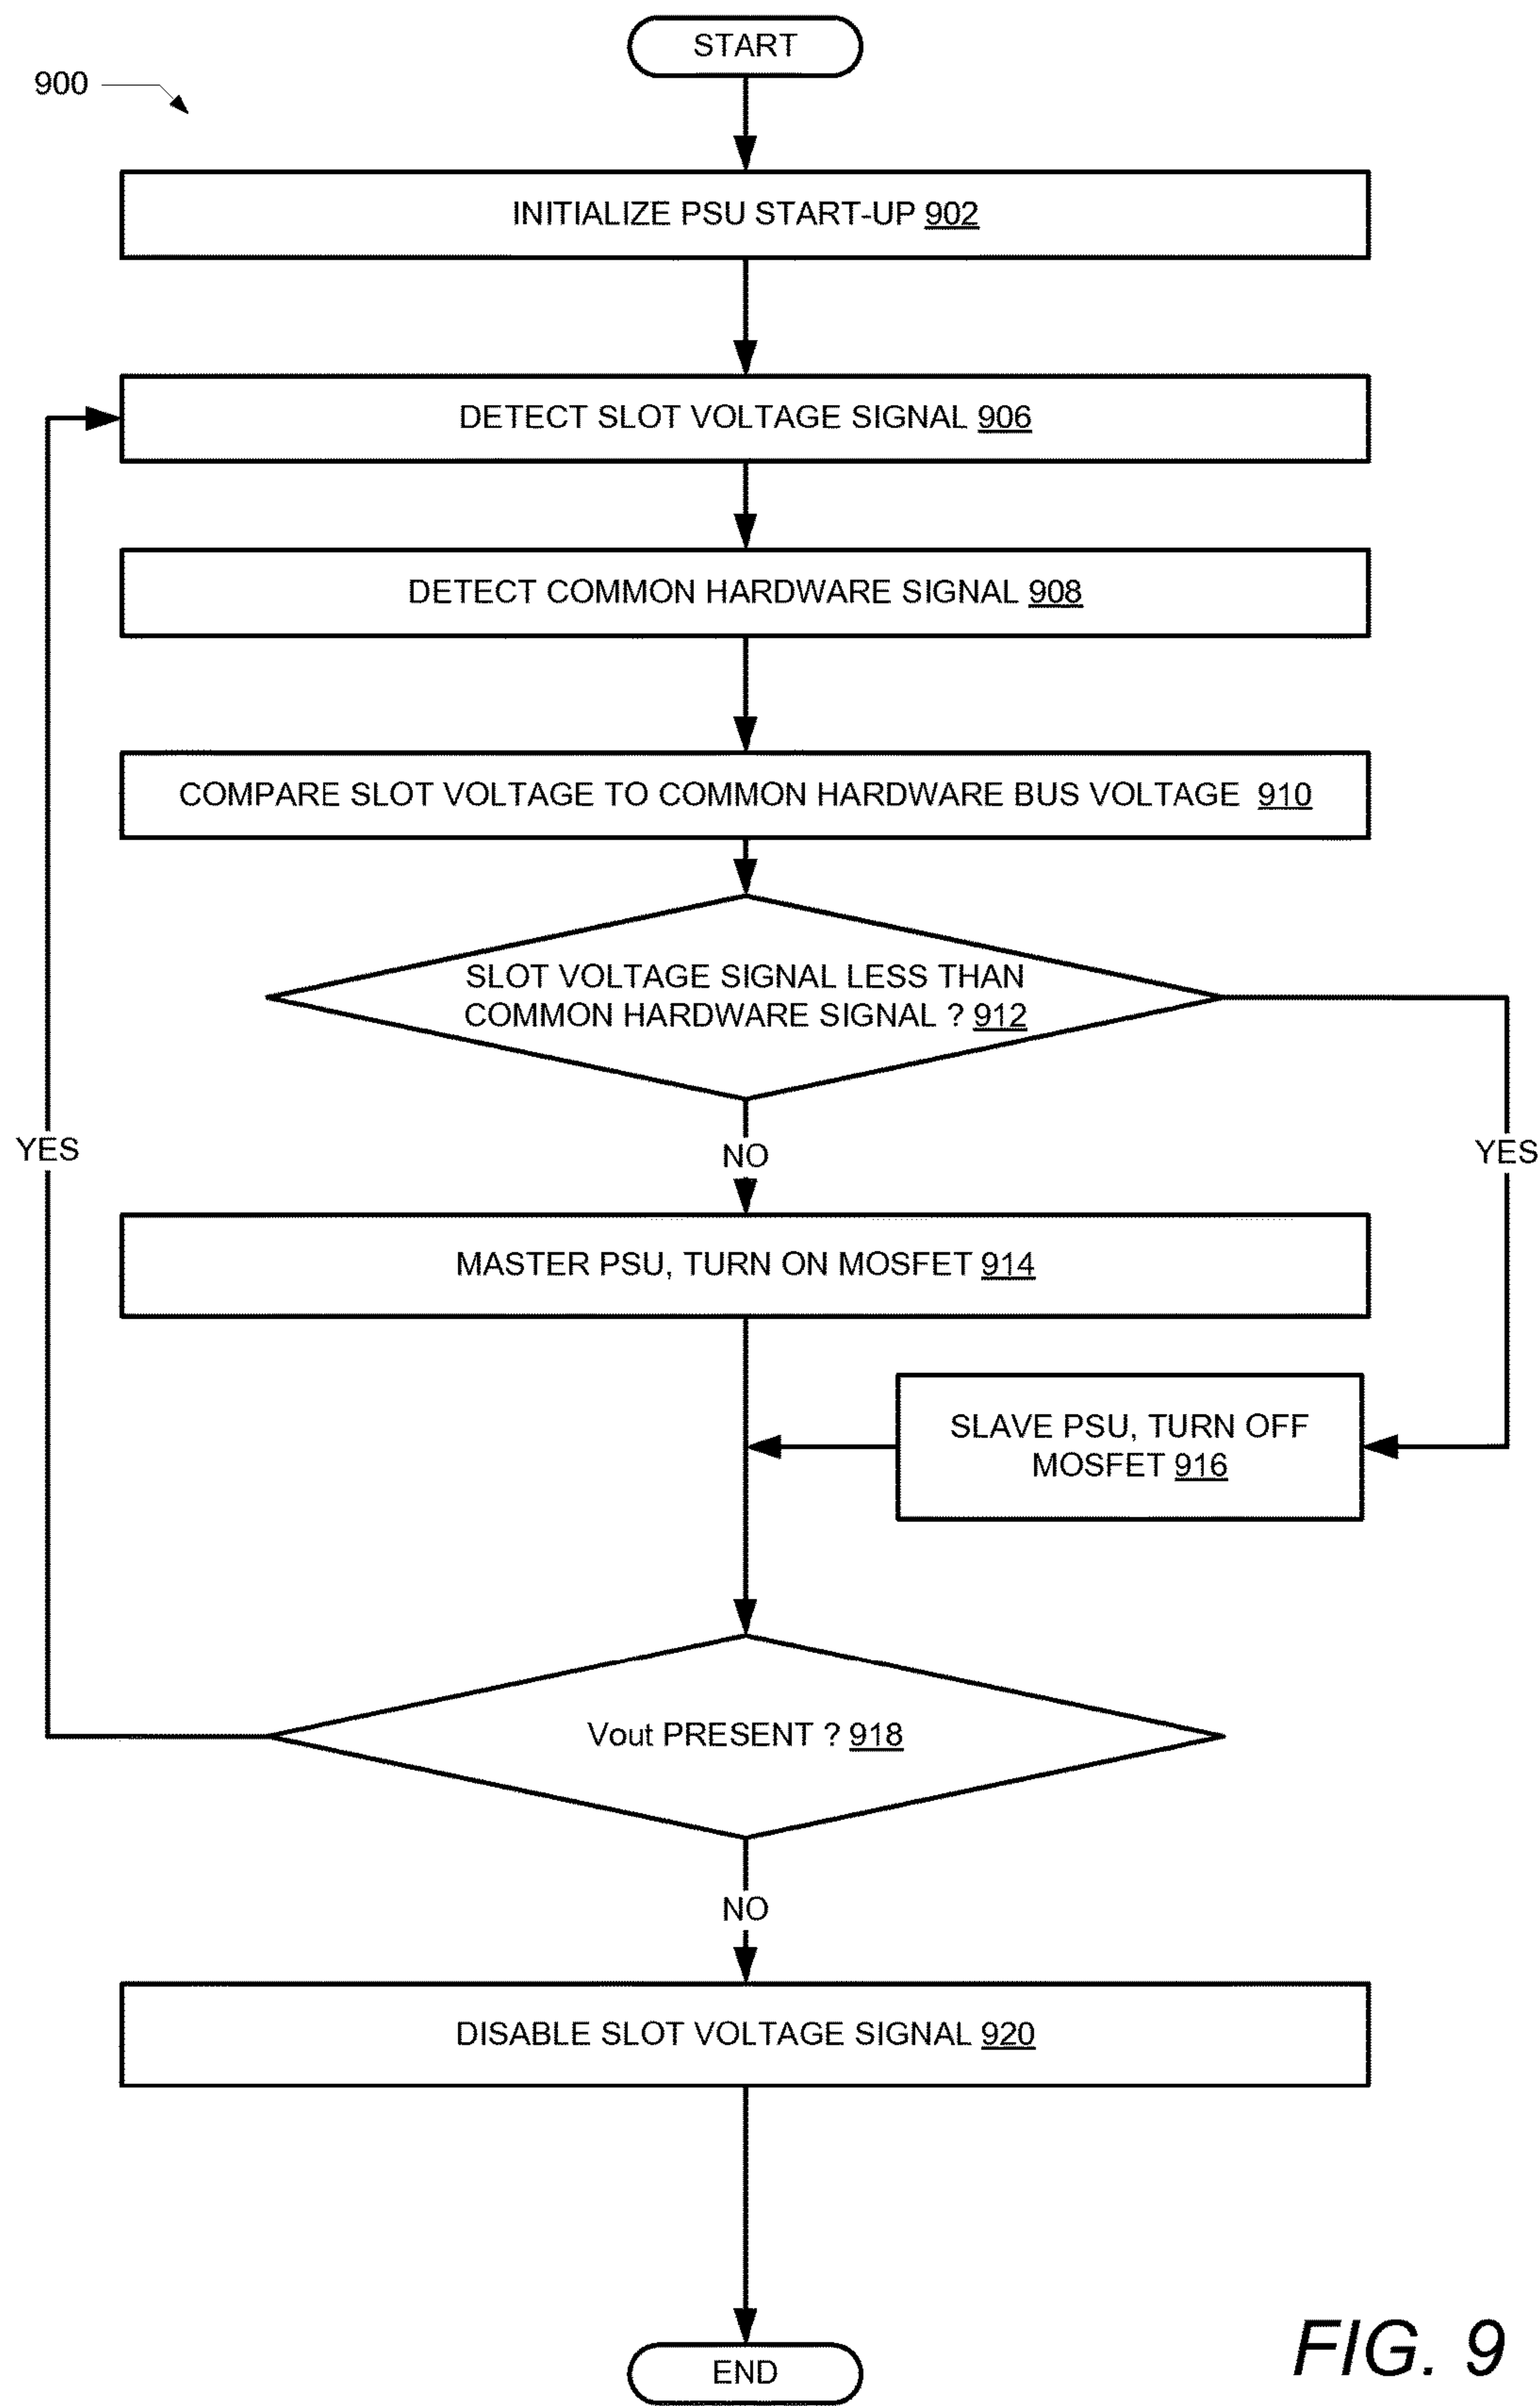 START
900
INITIALIZE PSU START-UP 902
DETECT SLOT VOLTAGE SIGNAL 906
DETECT COMMON HARDWARE SIGNAL 908
COMPARE SLOT VOLTAGE TO COMMON HARDWARE BUS VOLTAGE 910
SLOT VOLTAGE SIGNAL LESS THAN
COMMON HARDWARE SIGNAL ? 912
YES
NO
YES
MASTER PSU, TURN ON MOSFET 914
SLAVE PSU, TURN OFF
MOSFET 916
Vout PRESENT ? 918
NO
DISABLE SLOT VOLTAGE SIGNAL 920
END
FIG. 9